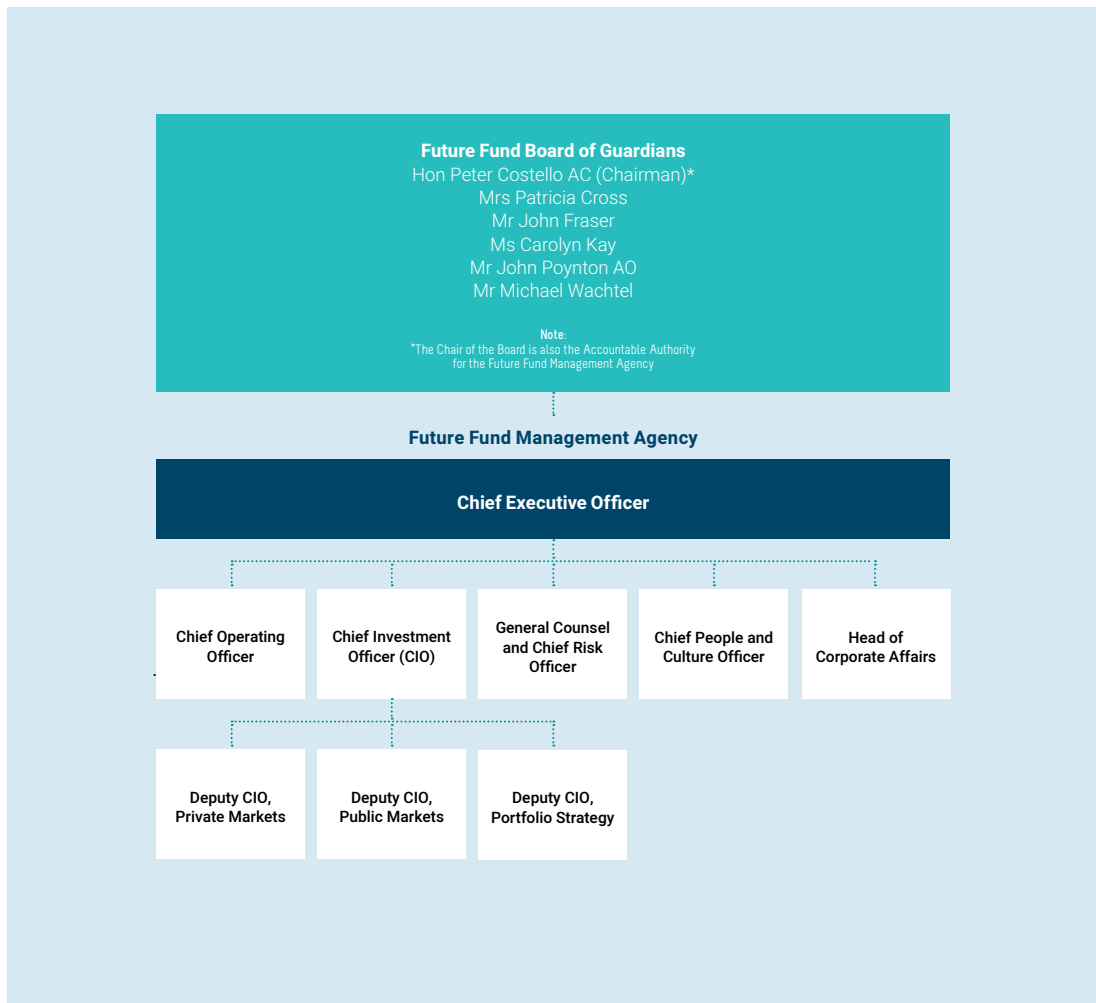 Future Fund Board of Guardians
Hon Peter Costello AC (Chairman)*
Mrs Patricia Cross
Mr John Fraser
Ms Carolyn Kay
Mr John Poynton AO
Mr Michael Wachtel
Note:
*The Chair of the Board is also the Accountable Authority
for the Future Fund Management Agency
Future Fund Management Agency
Chief Executive Officer
Chief Operating
Officer
Chief Investment
Officer (CIO)
General Counsel
and Chief Risk
Officer
Chief People and
Culture Officer
Head of
Corporate Affairs
Deputy CIO,
Private Markets
Deputy CIO,
Public Markets
Deputy CIO,
Portfolio Strategy